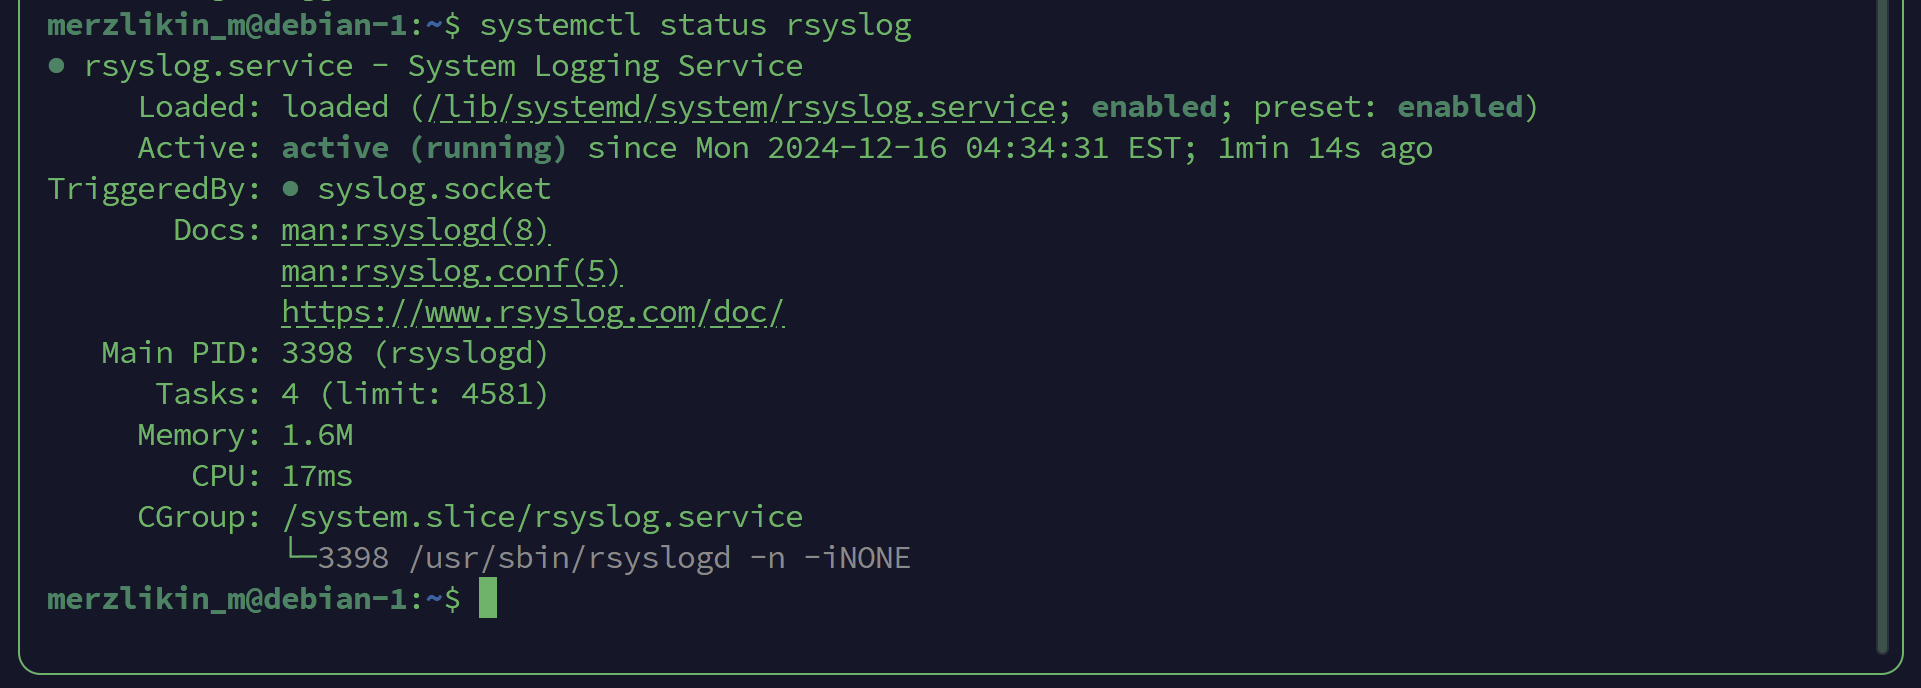 merzlikin_m@debian-1:~$ systemctl status rsyslog
● rsyslog.service - System Logging Service
     Loaded: loaded (/lib/systemd/system/rsyslog.service; enabled; preset: enabled)
     Active: active (running) since Mon 2024-12-16 04:34:31 EST; 1min 14s ago
TriggeredBy: ● syslog.socket
       Docs: man:rsyslogd(8)
             man:rsyslog.conf(5)
             https://www.rsyslog.com/doc/
   Main PID: 3398 (rsyslogd)
      Tasks: 4 (limit: 4581)
     Memory: 1.6M
        CPU: 17ms
     CGroup: /system.slice/rsyslog.service
             └─3398 /usr/sbin/rsyslogd -n -iNONE
merzlikin_m@debian-1:~$